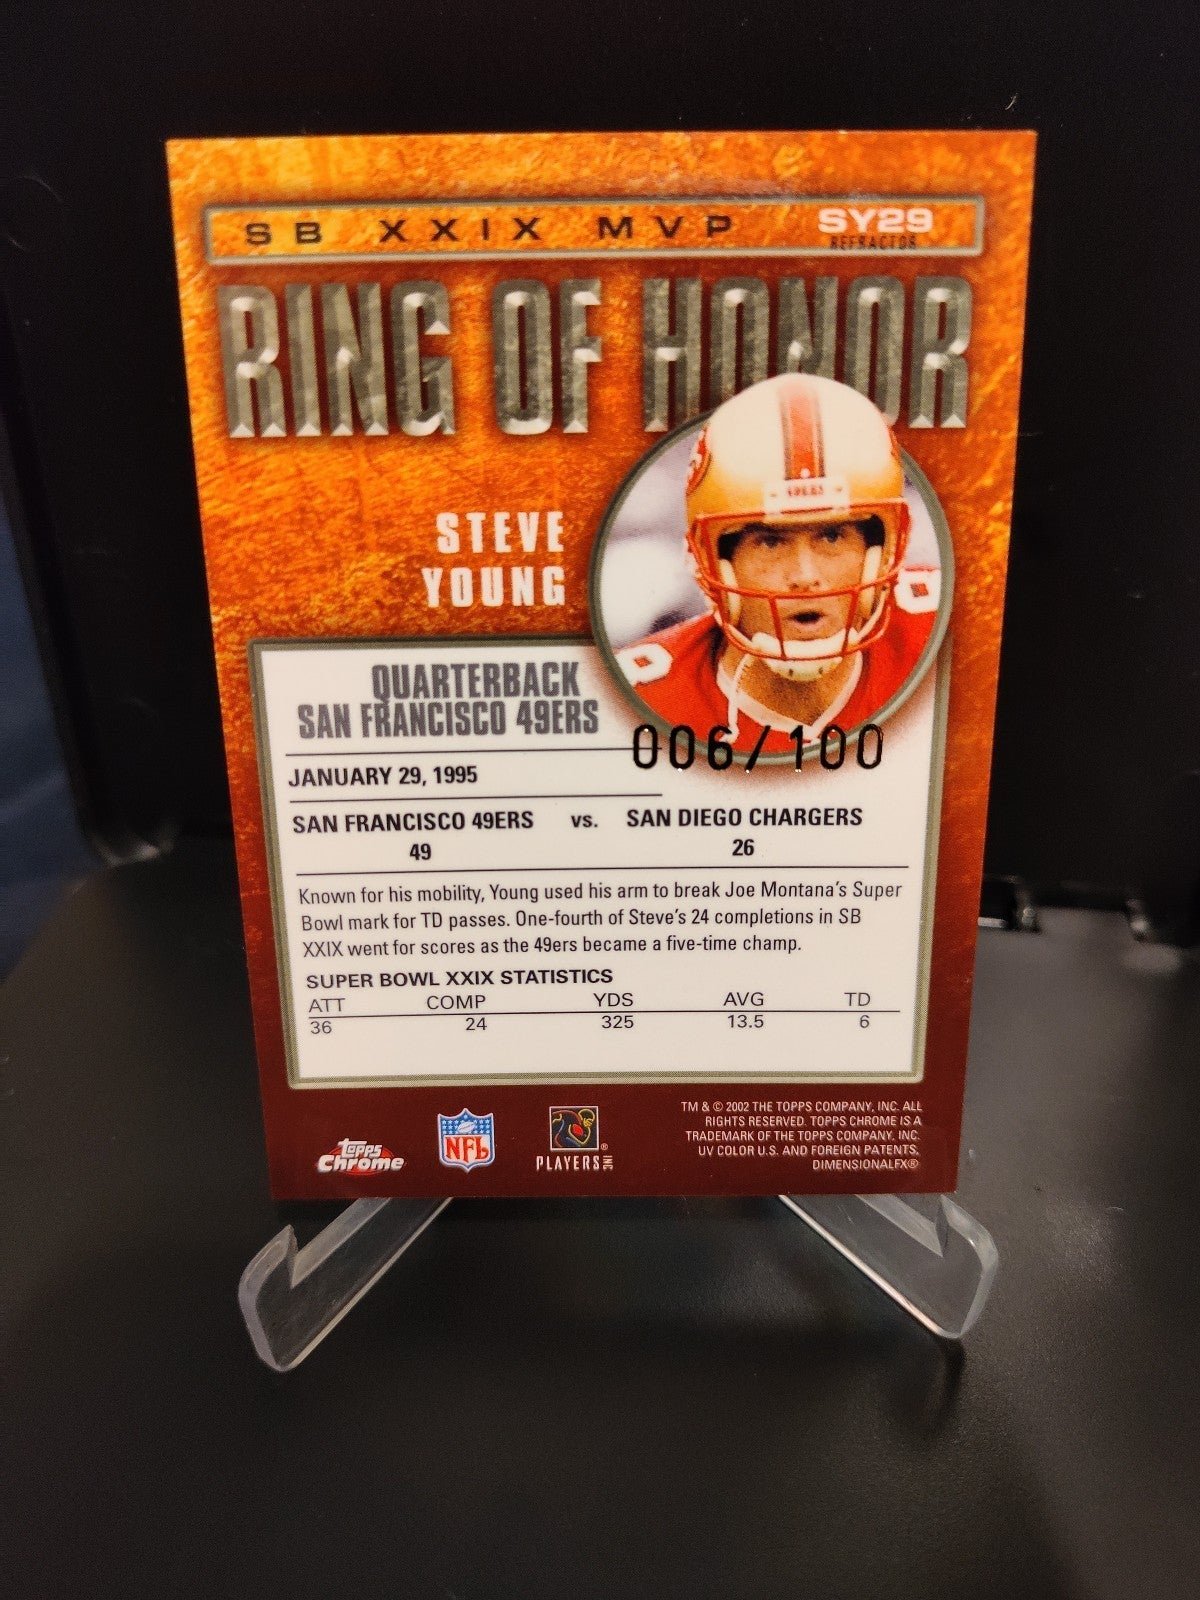 SB XXIX MVP SY29
REFRACTOR
RING OF HONOR
49ERS
STEVE
YOUNG
8
8
QUARTERBACK
SAN FRANCISCO 49ERS
006/100
JANUARY 29, 1995
SAN FRANCISCO 49ERS vs. SAN DIEGO CHARGERS
49 26
Known for his mobility, Young used his arm to break Joe Montana's Super
Bowl mark for TD passes. One-fourth of Steve's 24 completions in SB
XXIX went for scores as the 49ers became a five-time champ.
SUPER BOWL XXIX STATISTICS
ATT COMP YDS AVG TD
36 24 325 13.5 6
TM & © 2002 THE TOPPS COMPANY, INC. ALL
RIGHTS RESERVED. TOPPS CHROME IS A
TRADEMARK OF THE TOPPS COMPANY, INC.
UV COLOR U.S. AND FOREIGN PATENTS,
DIMENSIONALFX®
Topps
Chrome
NFL
PLAYERS INC
®